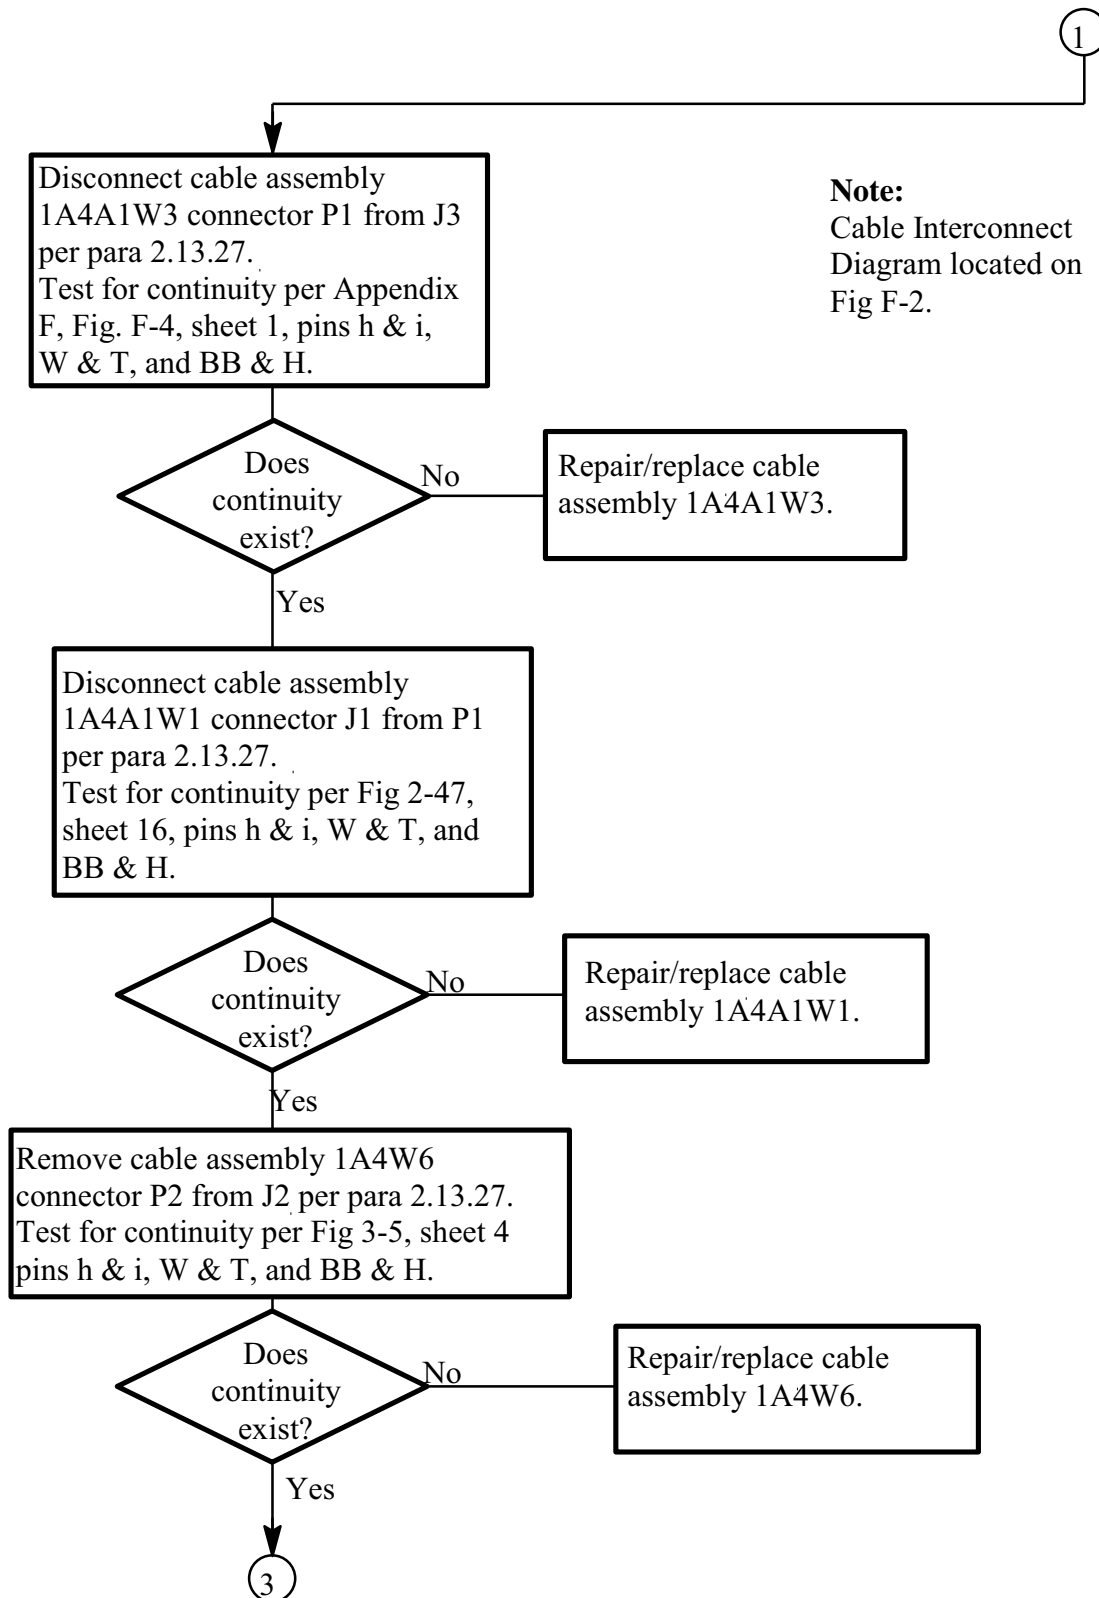 1
Disconnect cable assembly
1A4A1W3 connector P1 from J3
per para 2.13.27.
Test for continuity per Appendix
F, Fig. F-4, sheet 1, pins h & i,
W & T, and BB & H.
Note:
Cable Interconnect
Diagram located on
Fig F-2.
Does
continuity
exist?
No
Repair/replace cable
assembly 1A4A1W3.
Yes
Disconnect cable assembly
1A4A1W1 connector J1 from P1
per para 2.13.27.
Test for continuity per Fig 2-47,
sheet 16, pins h & i, W & T, and
BB & H.
Does
continuity
exist?
No
Repair/replace cable
assembly 1A4A1W1.
Yes
Remove cable assembly 1A4W6
connector P2 from J2 per para 2.13.27.
Test for continuity per Fig 3-5, sheet 4
pins h & i, W & T, and BB & H.
Does
continuity
exist?
No
Repair/replace cable
assembly 1A4W6.
Yes
3